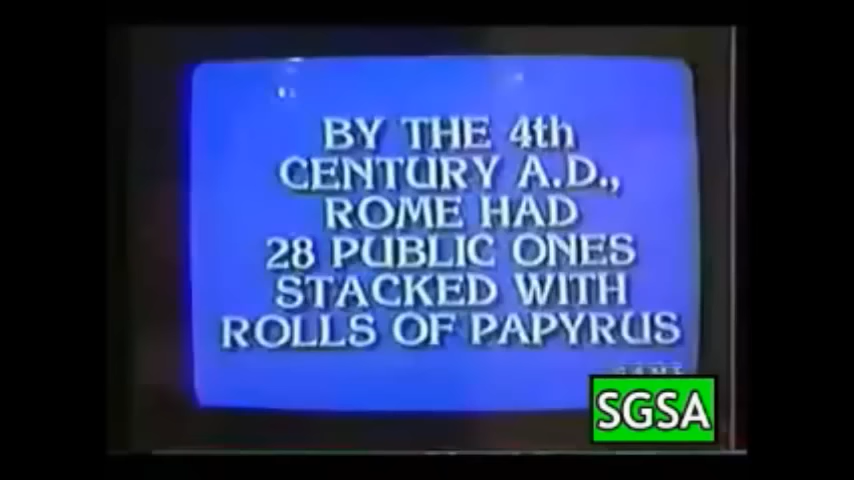 BY THE 4th
CENTURY A.D.,
ROME HAD
28 PUBLIC ONES
STACKED WITH
ROLLS OF PAPYRUS
SGSA